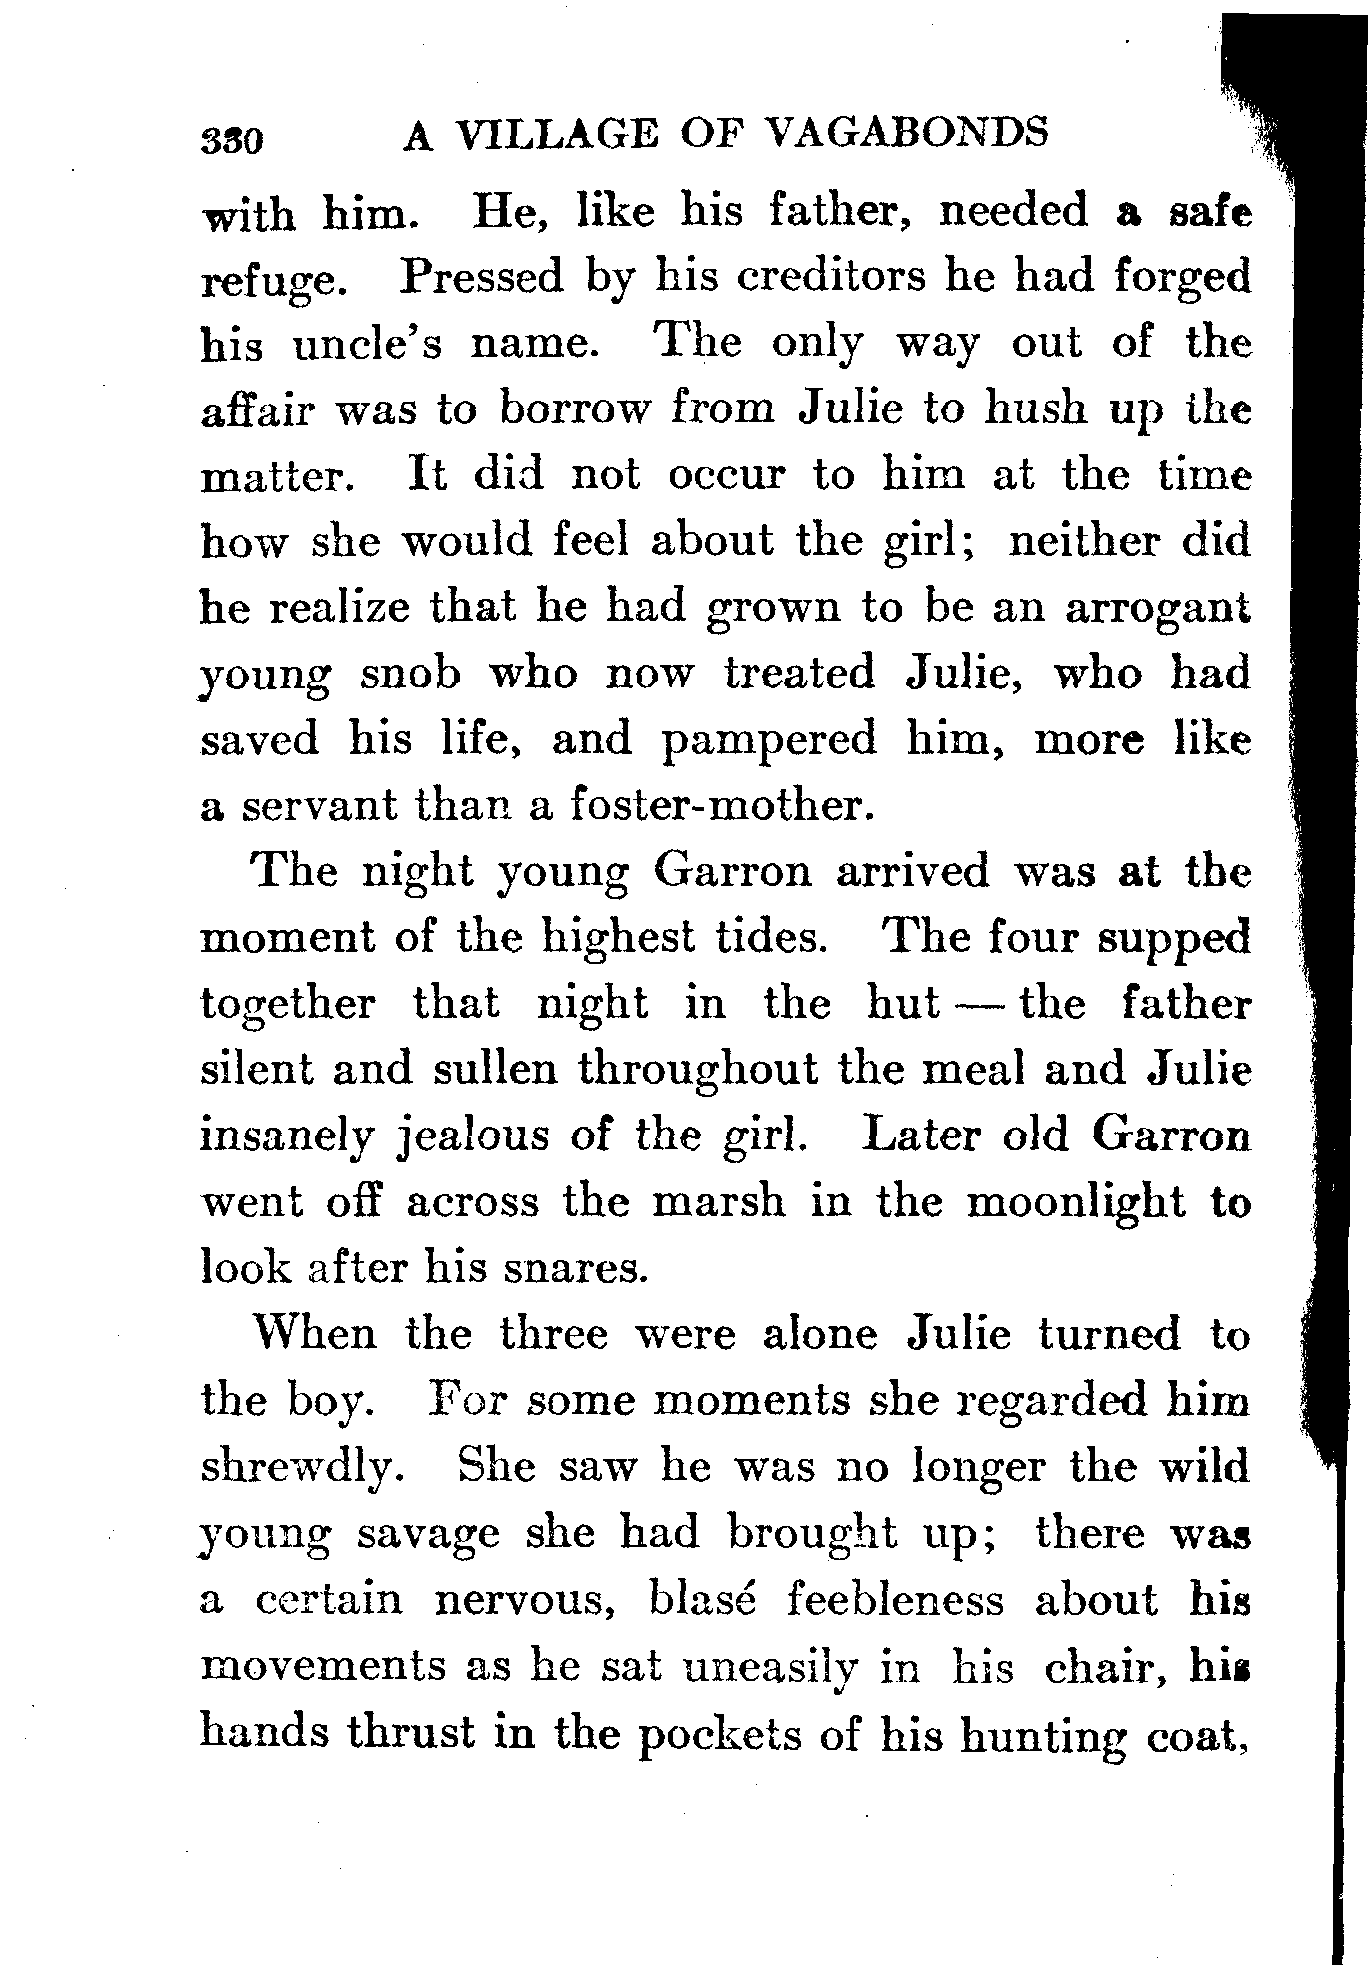 330 A VILLAGE OF VAGABONDS
with him. He, like his father, needed a safe
refuge. Pressed by his creditors he had forged
his uncle's name. The only way out of the
affair was to borrow from Julie to hush up the
matter. It did not occur to him at the time
how she would feel about the girl; neither did
he realize that he had grown to be an arrogant
young snob who now treated Julie, who had
saved his life, and pampered him, more like
a servant than a foster-mother.
The night young Garron arrived was at the
moment of the highest tides. The four supped
together that night in the hut — the father
silent and sullen throughout the meal and Julie
insanely jealous of the girl. Later old Garron
went off across the marsh in the moonlight to
look after his snares.
When the three were alone Julie turned to
the boy. For some moments she regarded him
shrewdly. She saw he was no longer the wild
young savage she had brought up; there was
a certain nervous, blasé feebleness about his
movements as he sat uneasily in his chair, his
hands thrust in the pockets of his hunting coat,